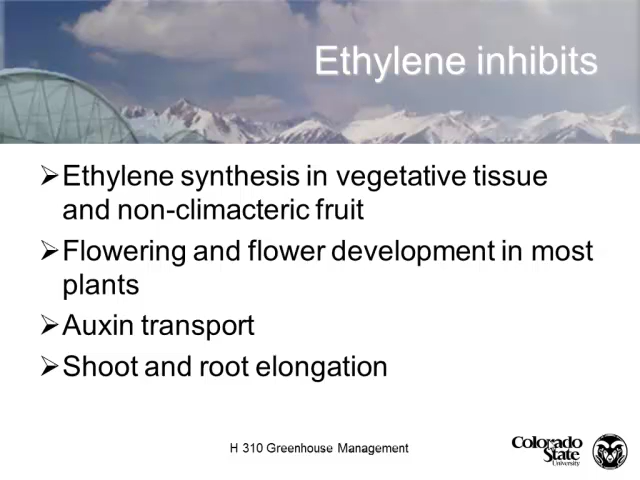 Ethylene inhibits
➢Ethylene synthesis in vegetative tissue
and non-climacteric fruit
➢Flowering and flower development in most
plants
➢Auxin transport
➢Shoot and root elongation
H 310 Greenhouse Management
Colorado
State
University